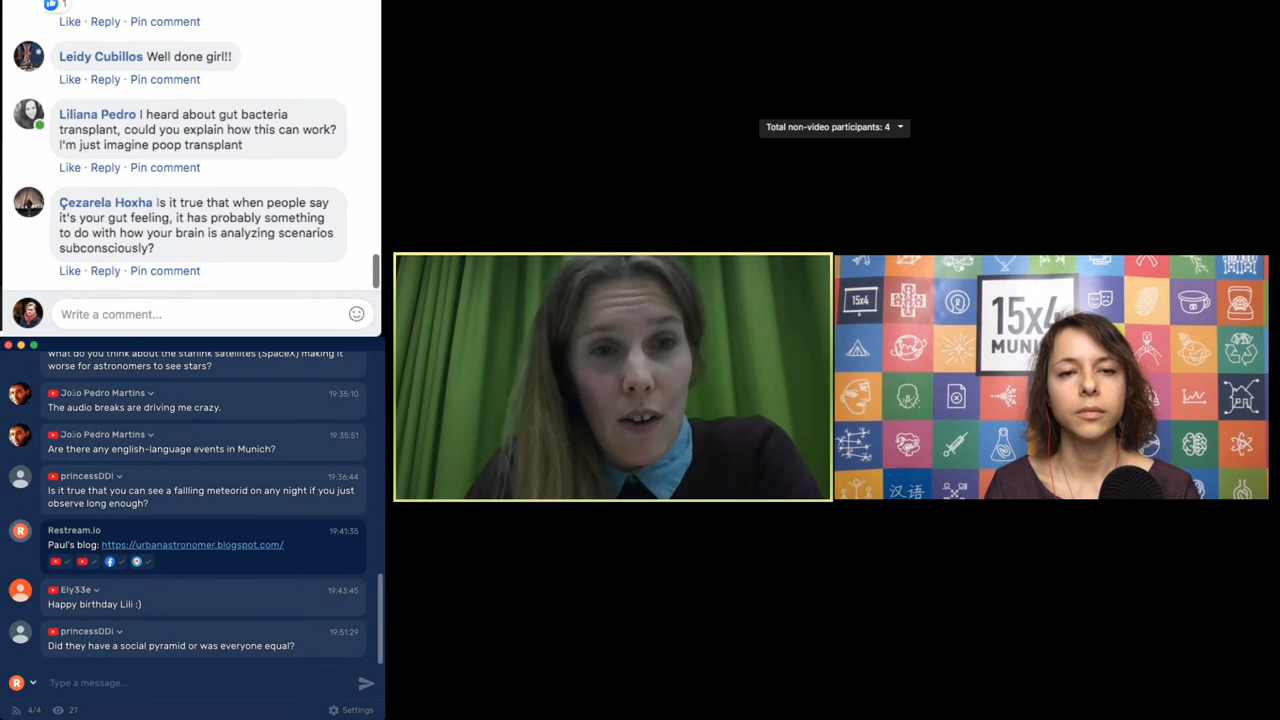 1
Like · Reply · Pin comment
Leidy Cubillos Well done girl!!
Like · Reply · Pin comment
Liliana Pedro I heard about gut bacteria
transplant, could you explain how this can work?
I'm just imagine poop transplant
Like · Reply · Pin comment
Çezarela Hoxha Is it true that when people say
it's your gut feeling, it has probably something
to do with how your brain is analyzing scenarios
subconsciously?
Like · Reply · Pin comment
Write a comment...
what do you think about the starlink satellites (SpaceX) making it
worse for astronomers to see stars?
João Pedro Martins 19:35:10
The audio breaks are driving me crazy.
João Pedro Martins 19:35:51
Are there any english-language events in Munich?
princessDDi 19:36:44
Is it true that you can see a fallling meteorid on any night if you just
observe long enough?
Restream.io 19:41:35
Paul's blog: https://urbanastronomer.blogspot.com/
Ely33e 19:43:45
Happy birthday Lili :)
princessDDi 19:51:29
Did they have a social pyramid or was everyone equal?
Type a message...
4/4 27 Settings
Total non-video participants: 4
15x4
15x4
MUNI
汉语